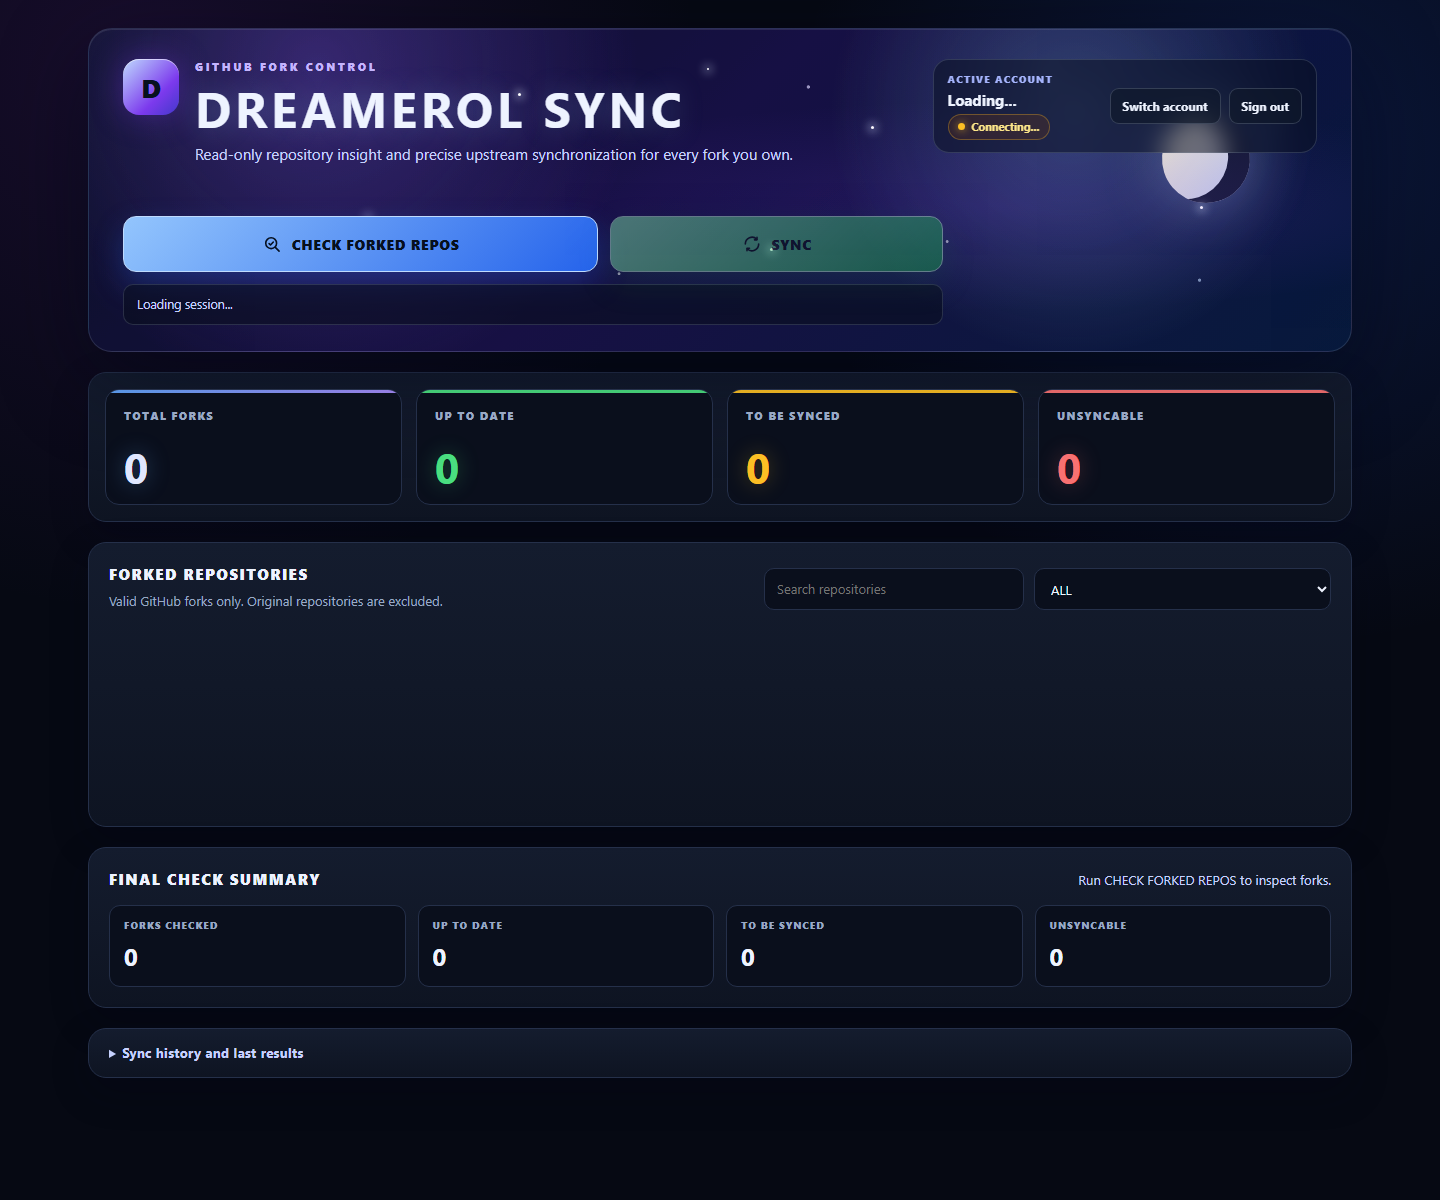 D
GITHUB FORK CONTROL
DREAMEROL SYNC
Read-only repository insight and precise upstream synchronization for every fork you own.
ACTIVE ACCOUNT
Loading...
Connecting...
Switch account
Sign out
CHECK FORKED REPOS
SYNC
Loading session...
TOTAL FORKS
0
UP TO DATE
0
TO BE SYNCED
0
UNSYNCABLE
0
FORKED REPOSITORIES
Valid GitHub forks only. Original repositories are excluded.
Search repositories
ALL
FINAL CHECK SUMMARY
Run CHECK FORKED REPOS to inspect forks.
FORKS CHECKED
0
UP TO DATE
0
TO BE SYNCED
0
UNSYNCABLE
0
Sync history and last results